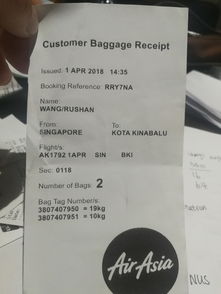 Customer Baggage Receipt
Issued: 1 APR 2018 14:35
Booking Reference: RRY7NA
Name:
WANG/RUSHAN
From: To:
SINGAPORE KOTA KINABALU
Flight/s:
AK1792 1APR SIN BKI
Sec: 0118
Number of Bags: 2
Bag Tag Number/s:
3807407950 = 19kg
3807407951 = 10kg
AirAsia
NUS